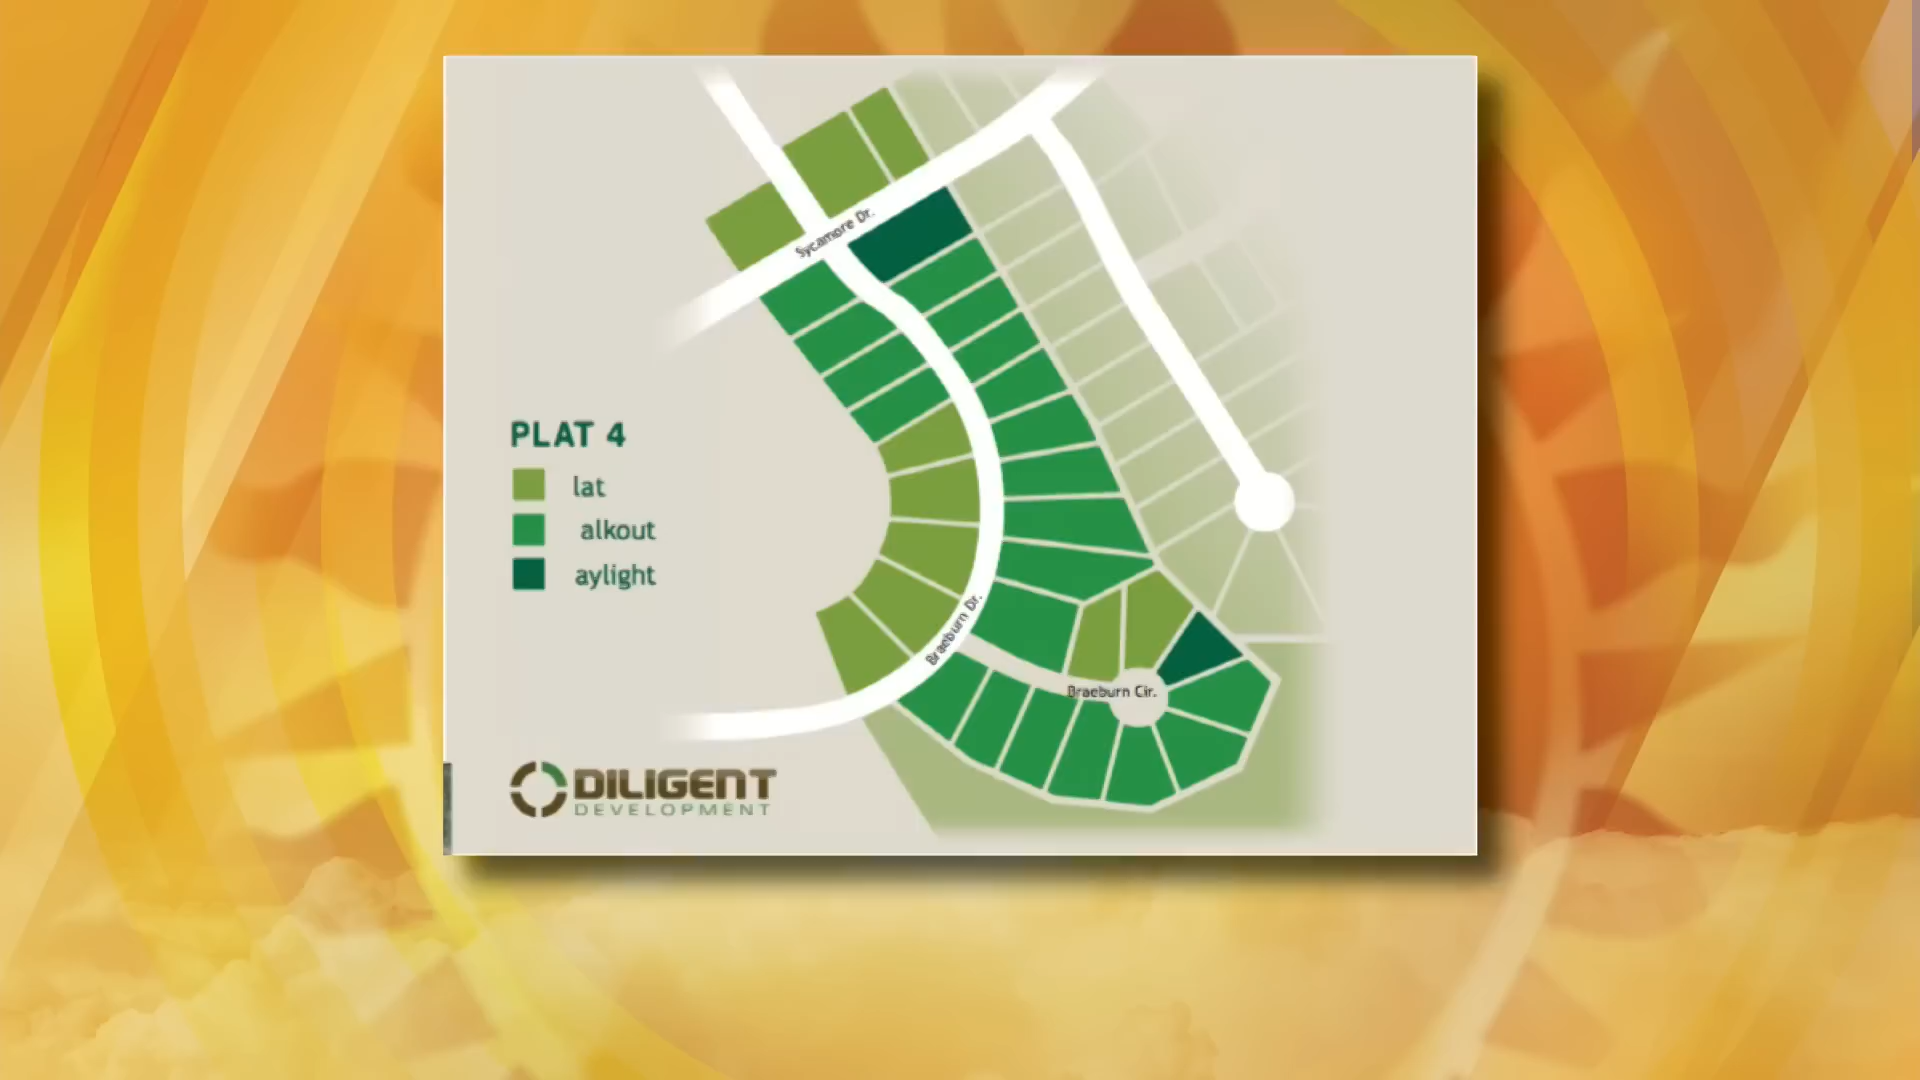 Sycamore Dr.
PLAT 4
lat
alkout
aylight
Braeburn Dr.
Braeburn Cir.
DILIGENT
DEVELOPMENT